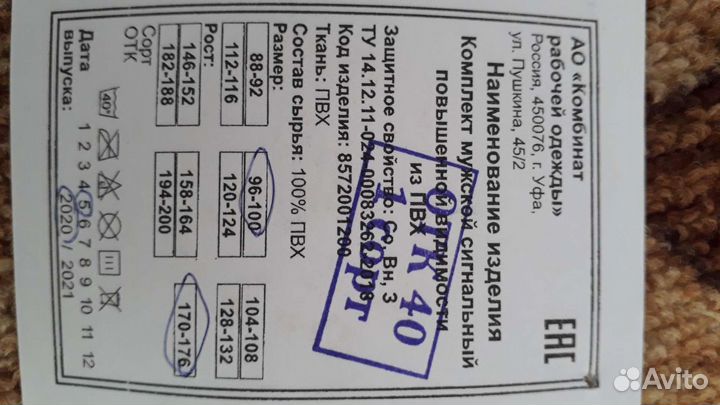 АО «Комбинат
рабочей одежды»
Россия, 450076, г. Уфа,
ул. Пушкина, 45/2
ЕАС
Наименование изделия
Комплект мужской сигнальный
повышенной видимости
из ПВХ
Защитное свойство: Со, Вн, 3
ТУ 14.12.11-024-00083262-2018
Код изделия: 8572001200
Ткань: ПВХ
Состав сырья: 100% ПВХ
Размер:
88-92 96-100 104-108
112-116 120-124 128-132
Рост:
146-152 158-164 170-176
182-188 194-200
Сорт
ОТК
40°
Дата 1 2 3 4 5 6 7 8 9 10 11 12
выпуска: 2020 / 2021
ОТК 40
1 сорт
Avito